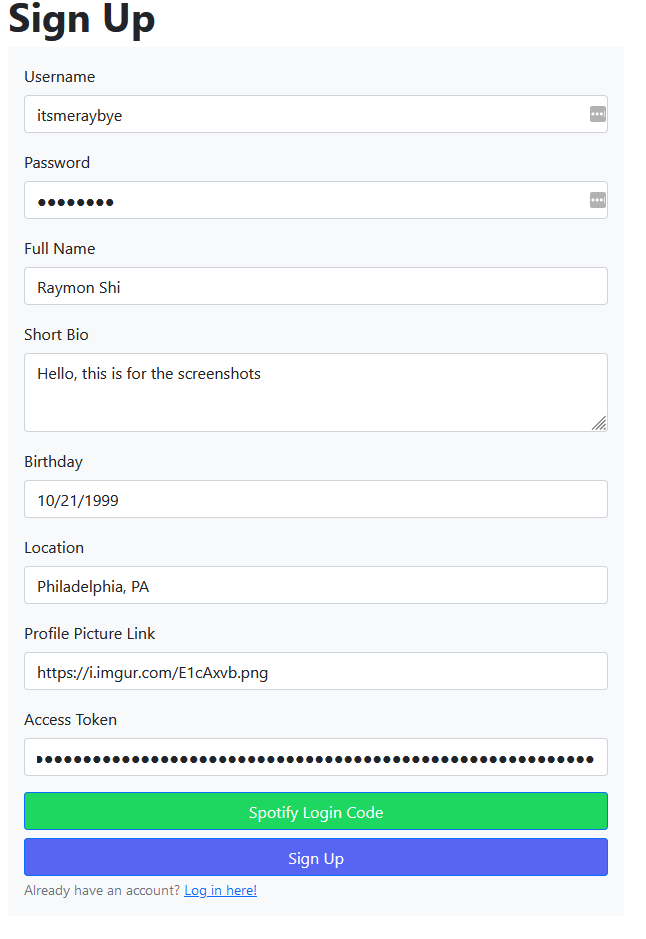 Sign Up
Username
itsmeraybye
Password
●●●●●●●●
Full Name
Raymon Shi
Short Bio
Hello, this is for the screenshots
Birthday
10/21/1999
Location
Philadelphia, PA
Profile Picture Link
https://i.imgur.com/E1cAxvb.png
Access Token
Spotify Login Code
Sign Up
Already have an account? Log in here!